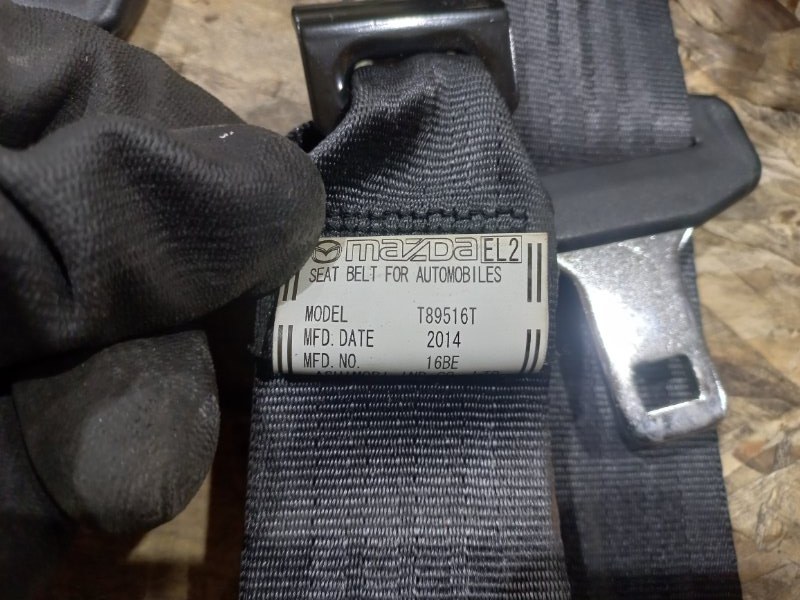 mazda EL2
SEAT BELT FOR AUTOMOBILES
MODEL T89516T
MFD. DATE 2014
MFD. NO. 16BE